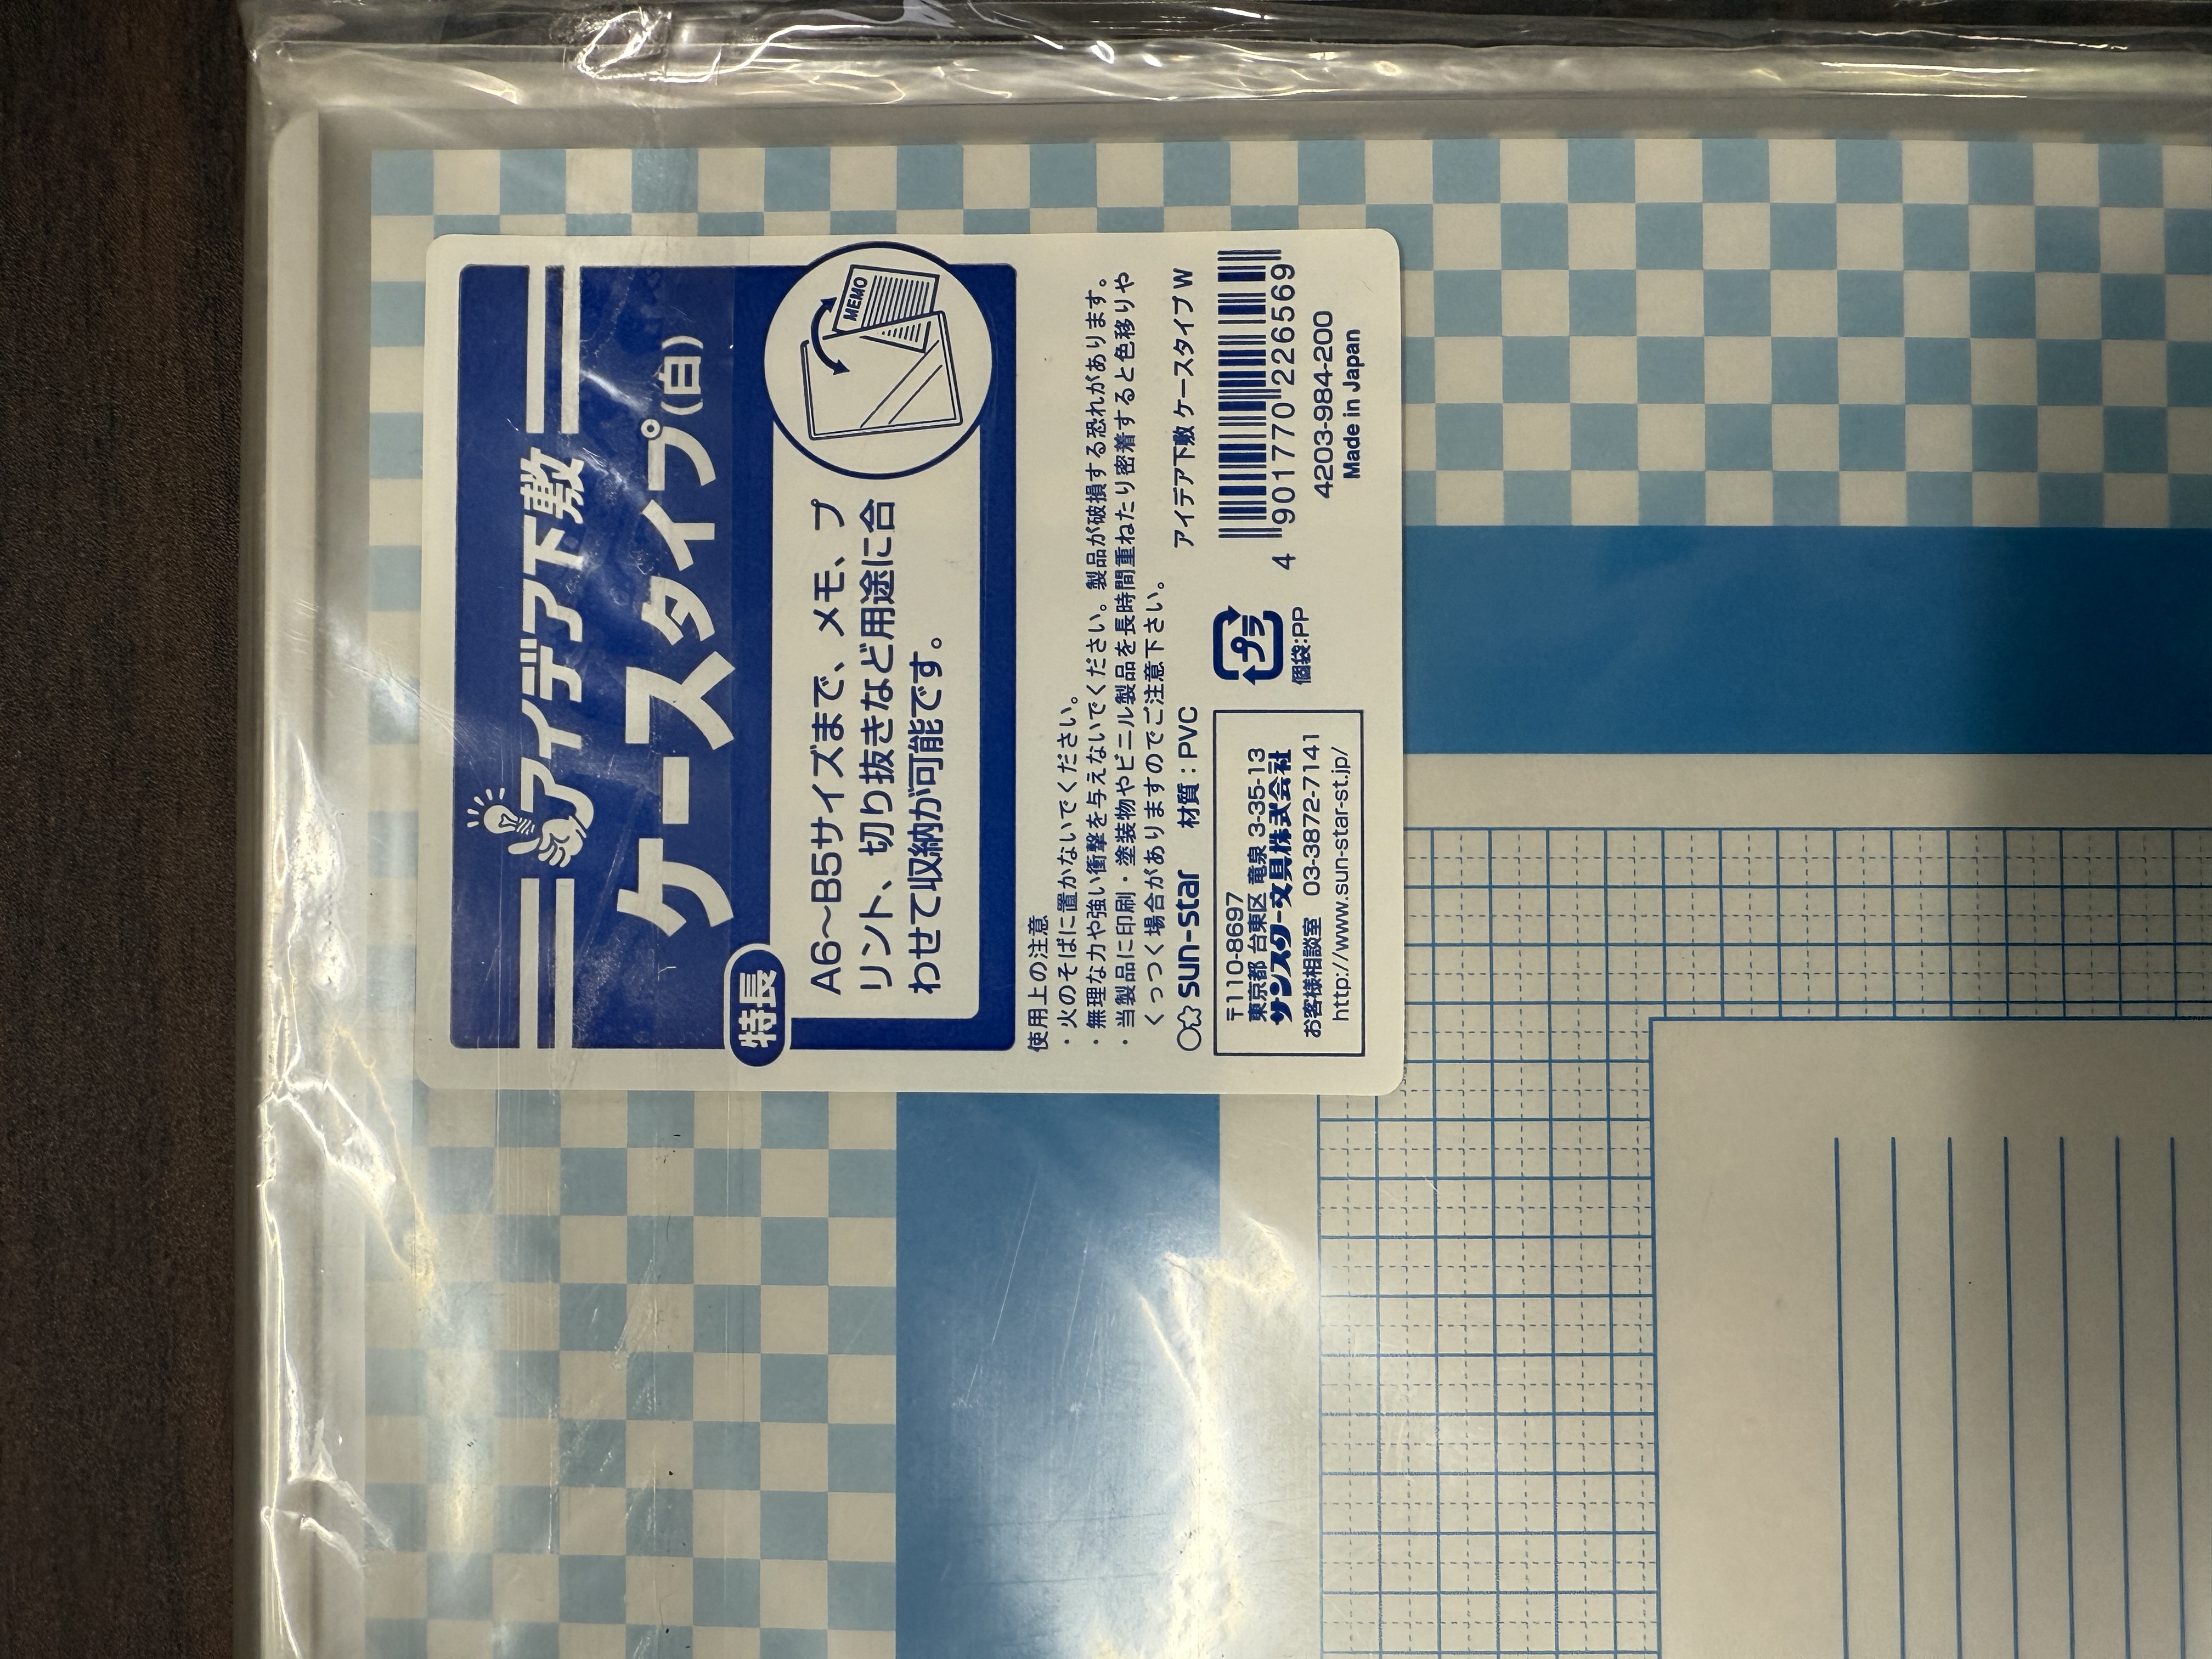 アイデア下敷
ケースタイプ(白)
特長
A6〜B5サイズまで、メモ、プ
リント、切り抜きなど用途に合
わせて収納が可能です。
MEMO
使用上の注意
・火のそばに置かないでください。
・無理な力や強い衝撃を与えないでください。製品が破損する恐れがあります。
・当製品に印刷・塗装物やビニル製品を長時間重ねたり密着すると色移りや
くっつく場合がありますのでご注意下さい。
sun-star 材質：PVC
アイデア下敷 ケースタイプW
〒110-8697
東京都 台東区 竜泉 3-35-13
サンスター文具株式会社
お客様相談室 03-3872-7141
http://www.sun-star-st.jp/
プラ
個袋:PP
4 901770 226569
4203-984-200
Made in Japan